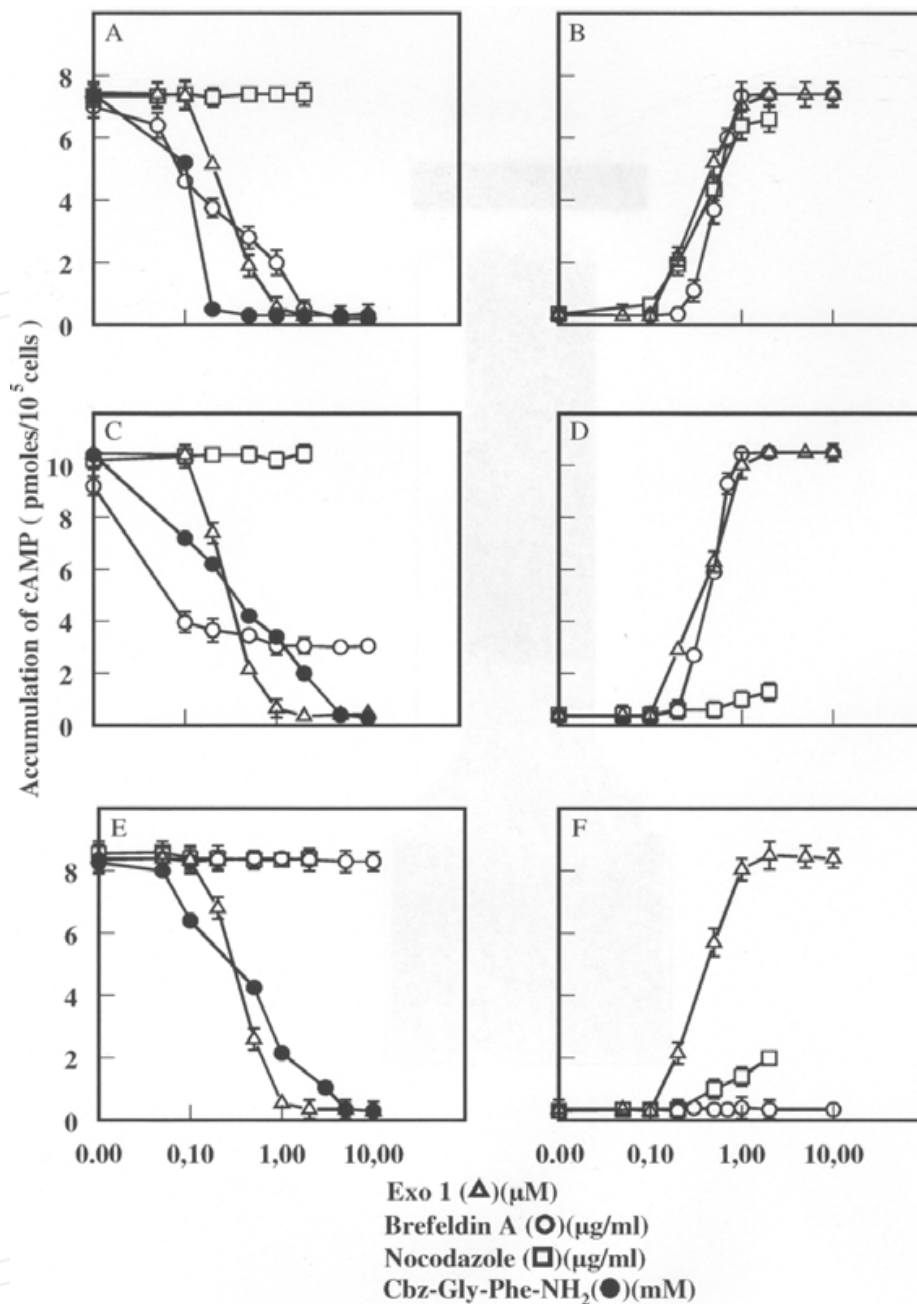 A
B
8
6
4
2
0
Accumulation of cAMP ( pmoles/10⁵ cells)
C
D
10
8
6
4
2
0
E
F
8
6
4
2
0
0.00 0,10 1,00 10,00
0.00 0,10 1,00 10,00
Exo 1 (△)(µM)
Brefeldin A (○)(µg/ml)
Nocodazole (□)(µg/ml)
Cbz-Gly-Phe-NH₂(●)(mM)